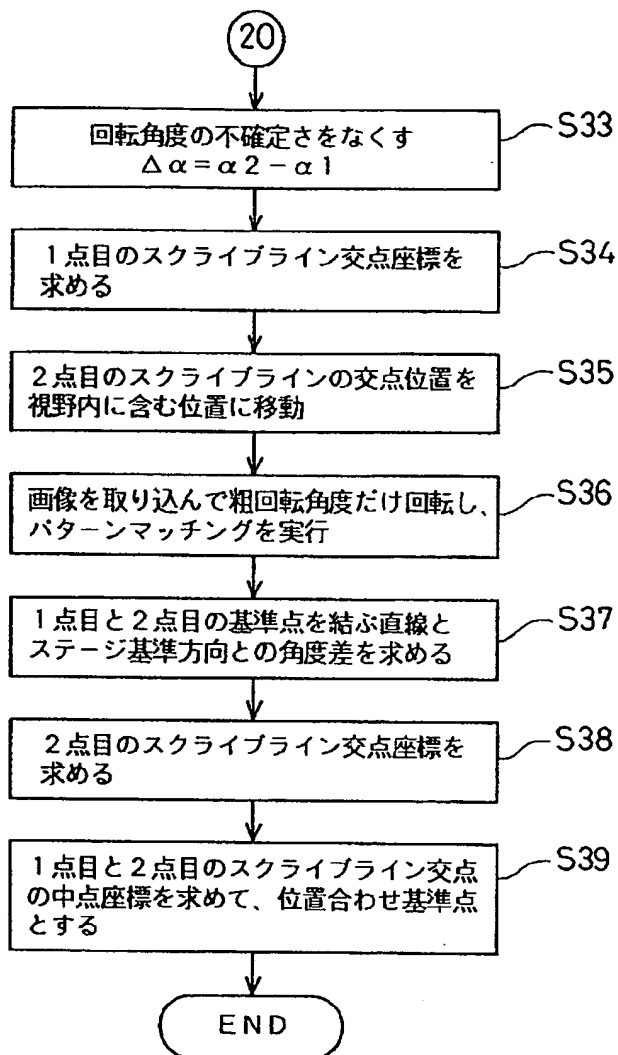 20
回転角度の不確定さをなくす
Δα=α2-α1
S33
1点目のスクライブライン交点座標を
求める
S34
2点目のスクライブラインの交点位置を
視野内に含む位置に移動
S35
画像を取り込んで粗回転角度だけ回転し、
パターンマッチングを実行
S36
1点目と2点目の基準点を結ぶ直線と
ステージ基準方向との角度差を求める
S37
2点目のスクライブライン交点座標を
求める
S38
1点目と2点目のスクライブライン交点
の中点座標を求めて、位置合わせ基準点
とする
S39
END